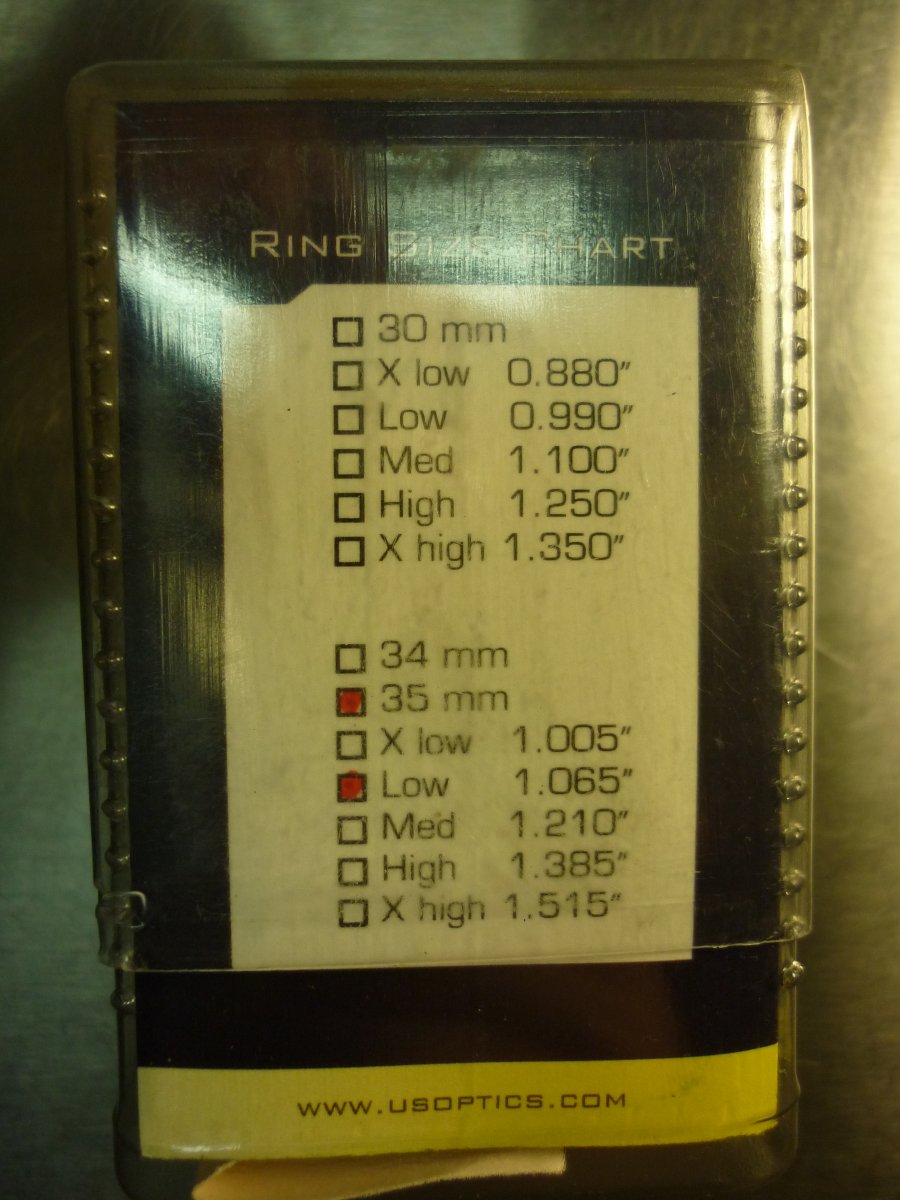 RING SIZE CHART
30 mm
X low 0.880"
Low 0.990"
Med 1.100"
High 1.250"
X high 1.350"
34 mm
35 mm
X low 1.005"
Low 1.065"
Med 1.210"
High 1.385"
X high 1.515"
WWW.USOPTICS.COM